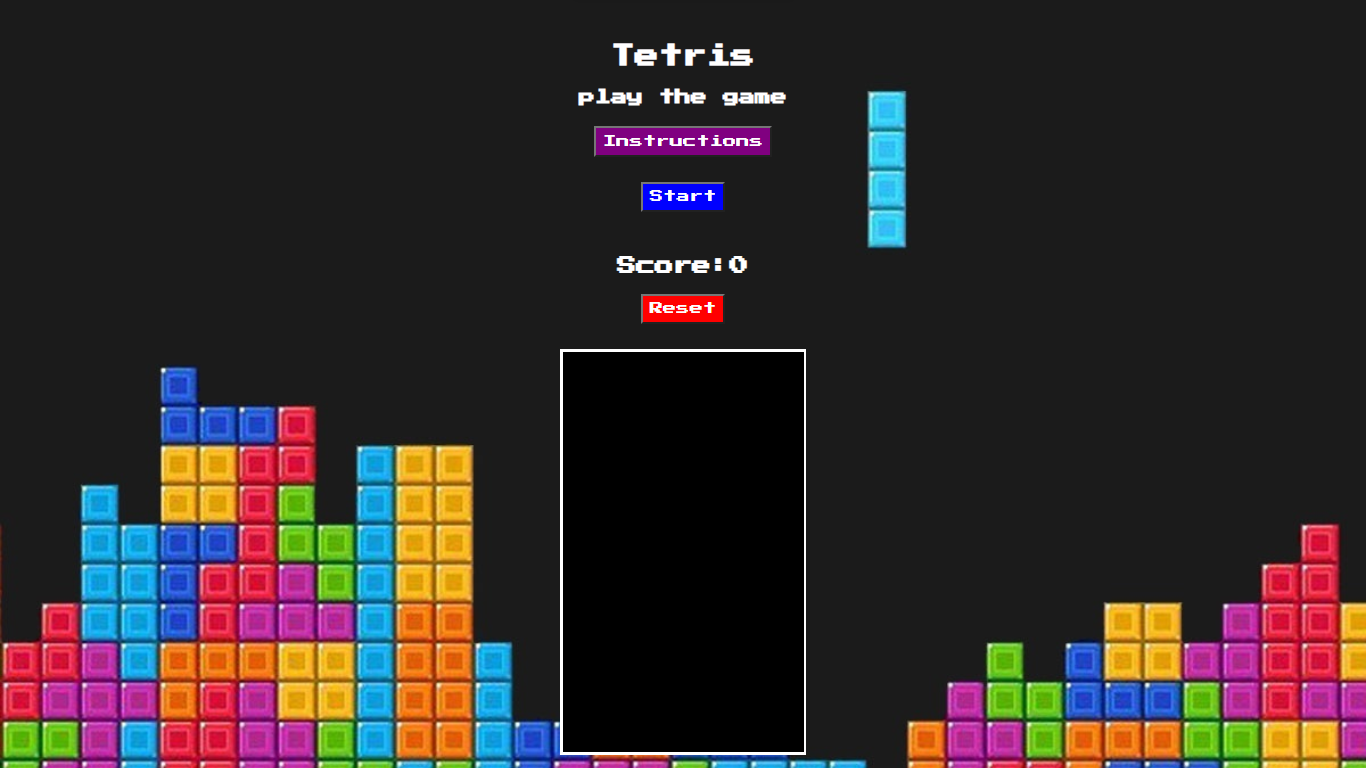 Tetris
play the game
Instructions
Start
Score:0
Reset